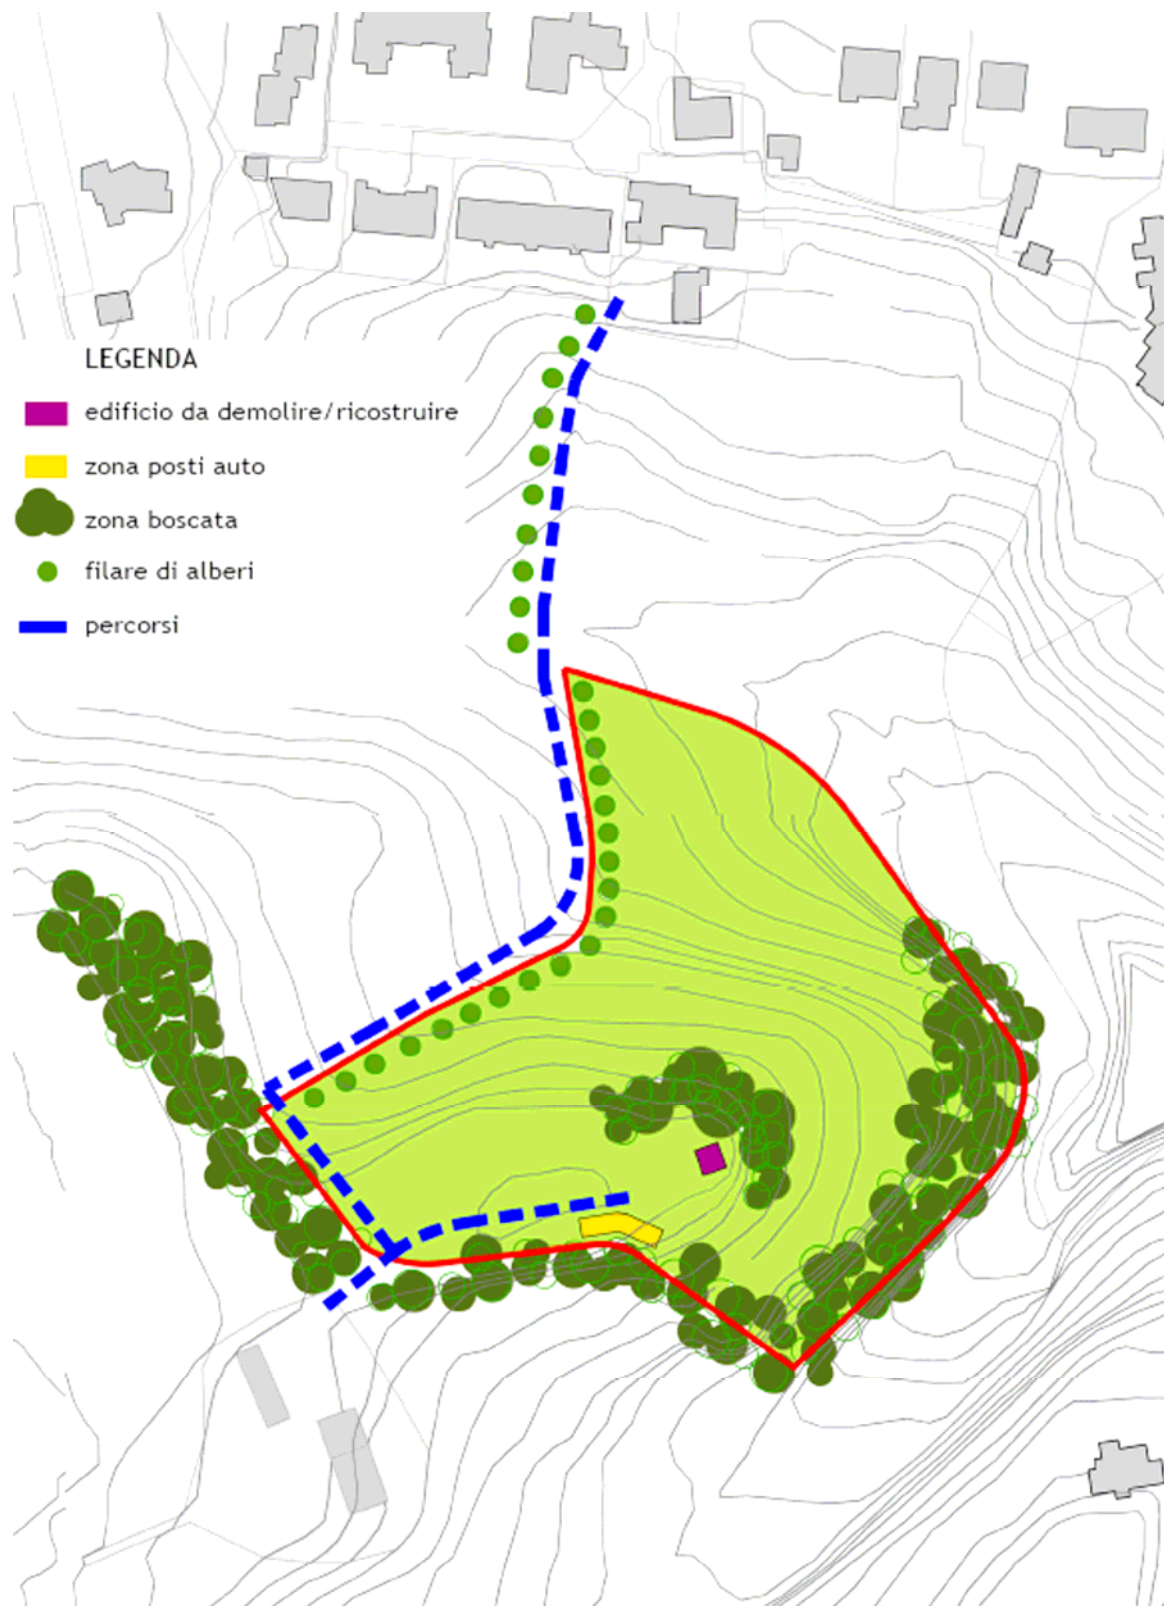 LEGENDA
edificio da demolire/ricostruire
zona posti auto
zona boscata
filare di alberi
percorsi